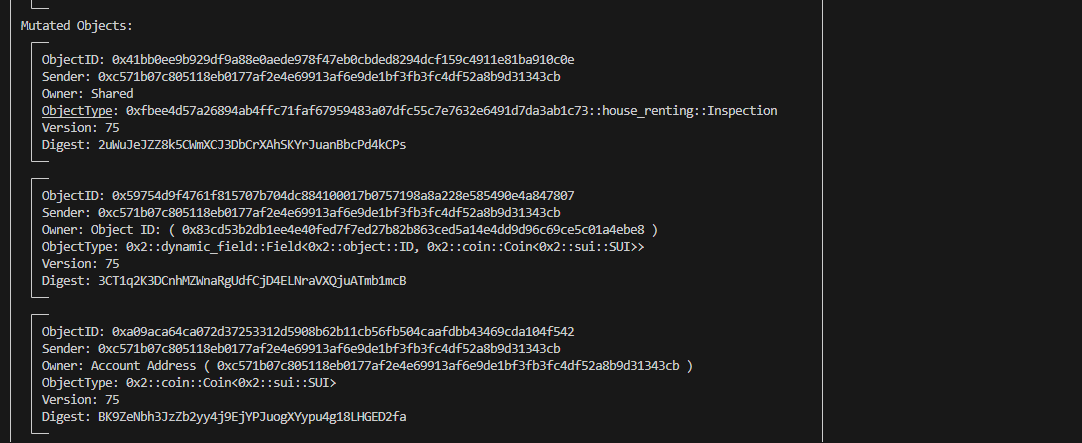 Mutated Objects:
ObjectID: 0x41bb0ee9b929df9a88e0aede978f47eb0cbded8294dcf159c4911e81ba910c0e
Sender: 0xc571b07c805118eb0177af2e4e69913af6e9de1bf3fb3fc4df52a8b9d31343cb
Owner: Shared
ObjectType: 0xfbee4d57a26894ab4ffc71faf67959483a07dfc55c7e7632e6491d7da3ab1c73::house_renting::Inspection
Version: 75
Digest: 2uWuJeJZZ8k5CWmXCJ3DbCrXAhSKYrJuanBbcPd4kCPs
ObjectID: 0x59754d9f4761f815707b704dc884100017b0757198a8a228e585490e4a847807
Sender: 0xc571b07c805118eb0177af2e4e69913af6e9de1bf3fb3fc4df52a8b9d31343cb
Owner: Object ID: ( 0x83cd53b2db1ee4e40fed7f7ed27b82b863ced5a14e4dd9d96c69ce5c01a4ebe8 )
ObjectType: 0x2::dynamic_field::Field<0x2::object::ID, 0x2::coin::Coin<0x2::sui::SUI>>
Version: 75
Digest: 3CT1q2K3DCnhMZWnaRgUdfCjD4ELNraVXQjuATmb1mcB
ObjectID: 0xa09aca64ca072d37253312d5908b62b11cb56fb504caafdbb43469cda104f542
Sender: 0xc571b07c805118eb0177af2e4e69913af6e9de1bf3fb3fc4df52a8b9d31343cb
Owner: Account Address ( 0xc571b07c805118eb0177af2e4e69913af6e9de1bf3fb3fc4df52a8b9d31343cb )
ObjectType: 0x2::coin::Coin<0x2::sui::SUI>
Version: 75
Digest: BK9ZeNbh3JzZb2yy4j9EjYPJuogXYypu4g18LHGED2fa